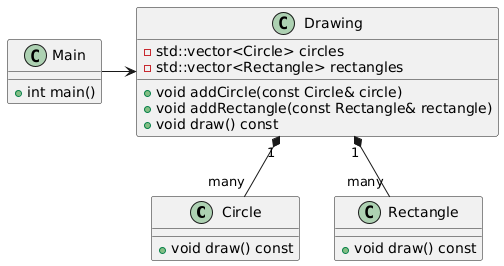 C Drawing
std::vector<Circle> circles
std::vector<Rectangle> rectangles
void addCircle(const Circle& circle)
void addRectangle(const Rectangle& rectangle)
void draw() const
C Main
int main()
1
1
many
many
C Circle
void draw() const
C Rectangle
void draw() const